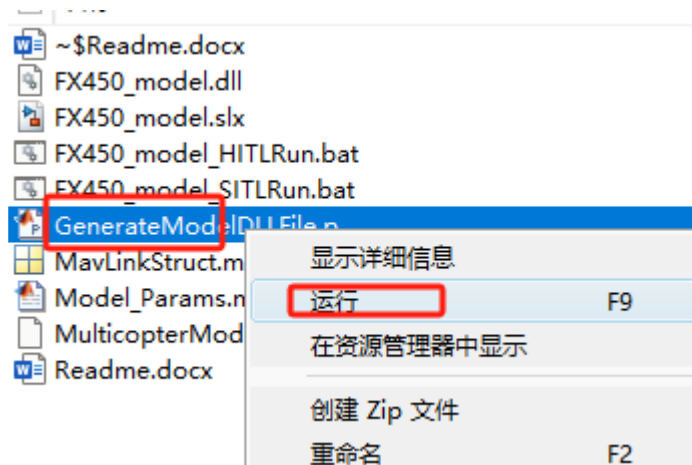 ~$Readme.docx
FX450_model.dll
FX450_model.slx
FX450_model_HITLRun.bat
FX450_model_SITLRun.bat
GenerateModelDLLFile.p
MavLinkStruct.m
显示详细信息
Model_Params.m
运行 F9
MulticopterMod
在资源管理器中显示
Readme.docx
创建 Zip 文件
重命名 F2